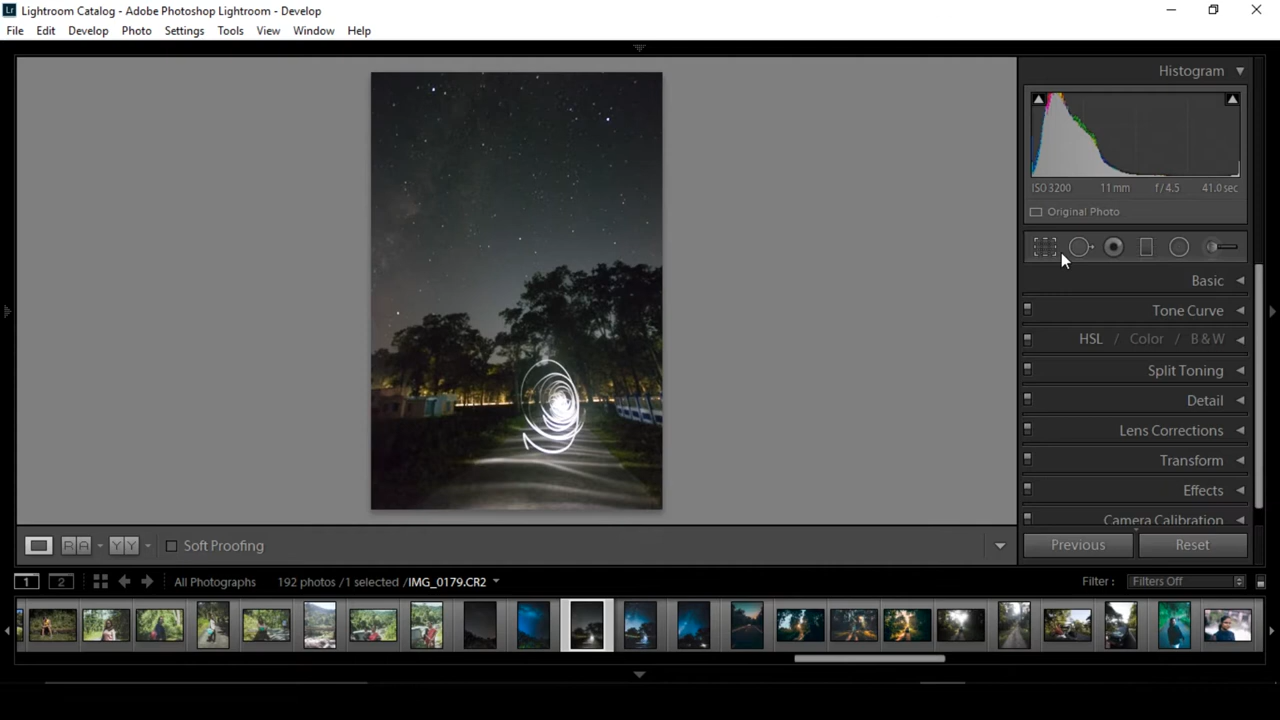 Lr Lightroom Catalog - Adobe Photoshop Lightroom - Develop
File Edit Develop Photo Settings Tools View Window Help
Histogram
ISO 3200 11 mm f/4.5 41.0 sec
Original Photo
Basic
Tone Curve
HSL / Color / B & W
Split Toning
Detail
Lens Corrections
Transform
Effects
Camera Calibration
R A Y Y Soft Proofing
Previous Reset
1 2 All Photographs 192 photos /1 selected /IMG_0179.CR2 Filter : Filters Off